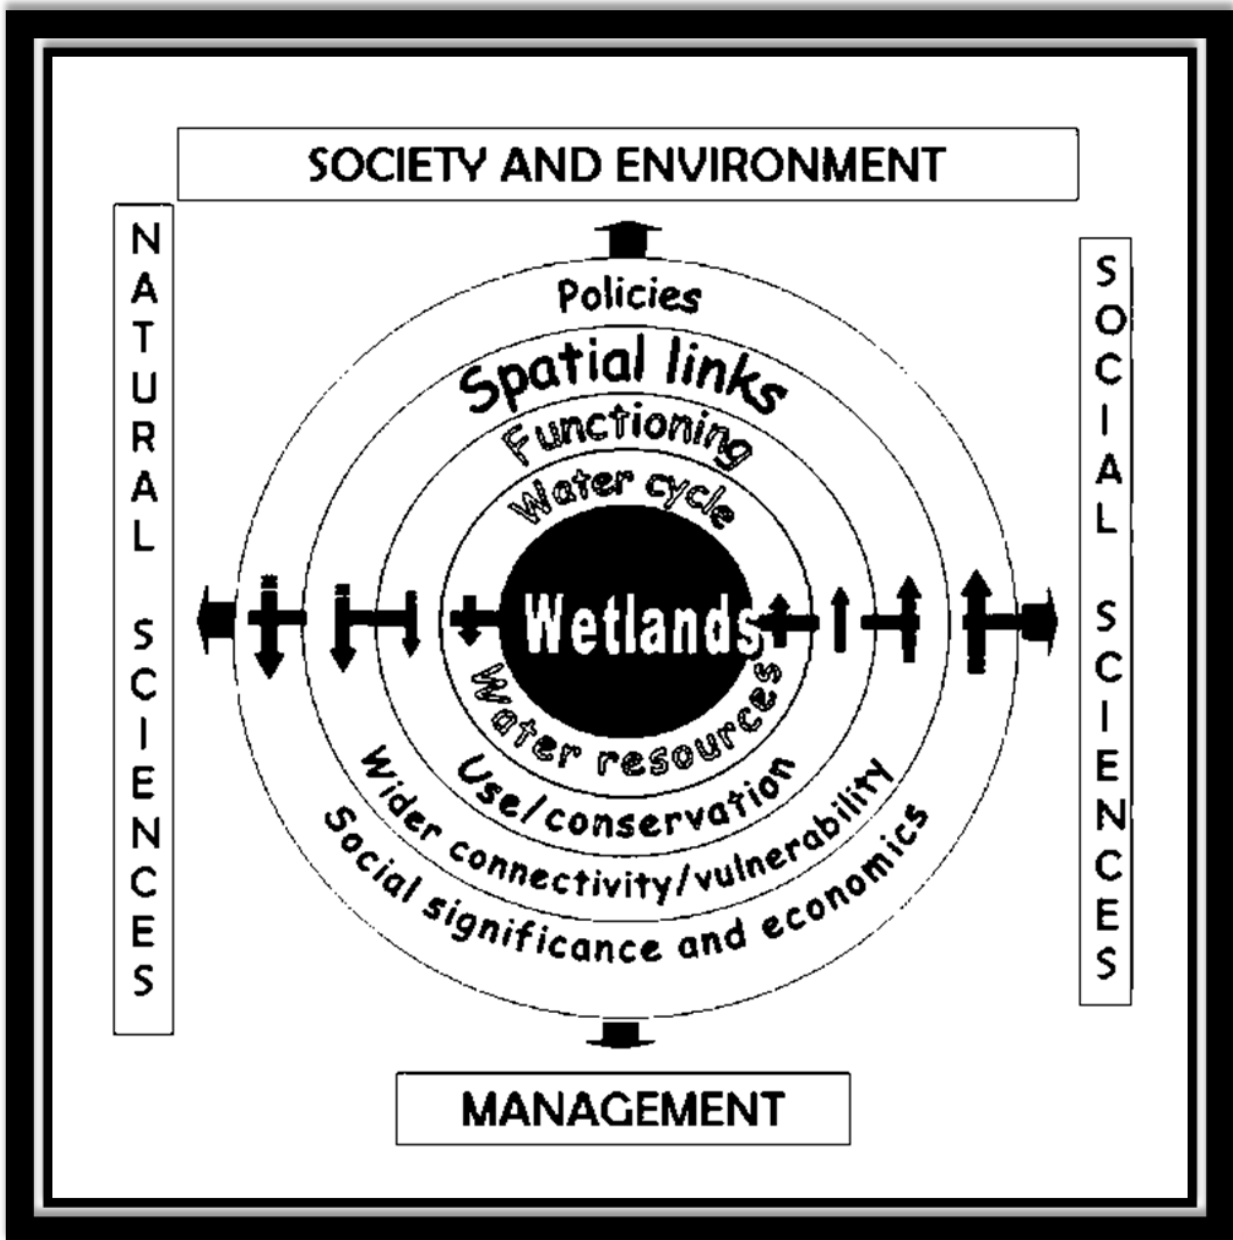 SOCIETY AND ENVIRONMENT
NATURAL SCIENCES
SOCIAL SCIENCES
Policies
Spatial links
Functioning
Water cycle
Wetlands
Water resources
Use/conservation
Wider connectivity/vulnerability
Social significance and economics
MANAGEMENT